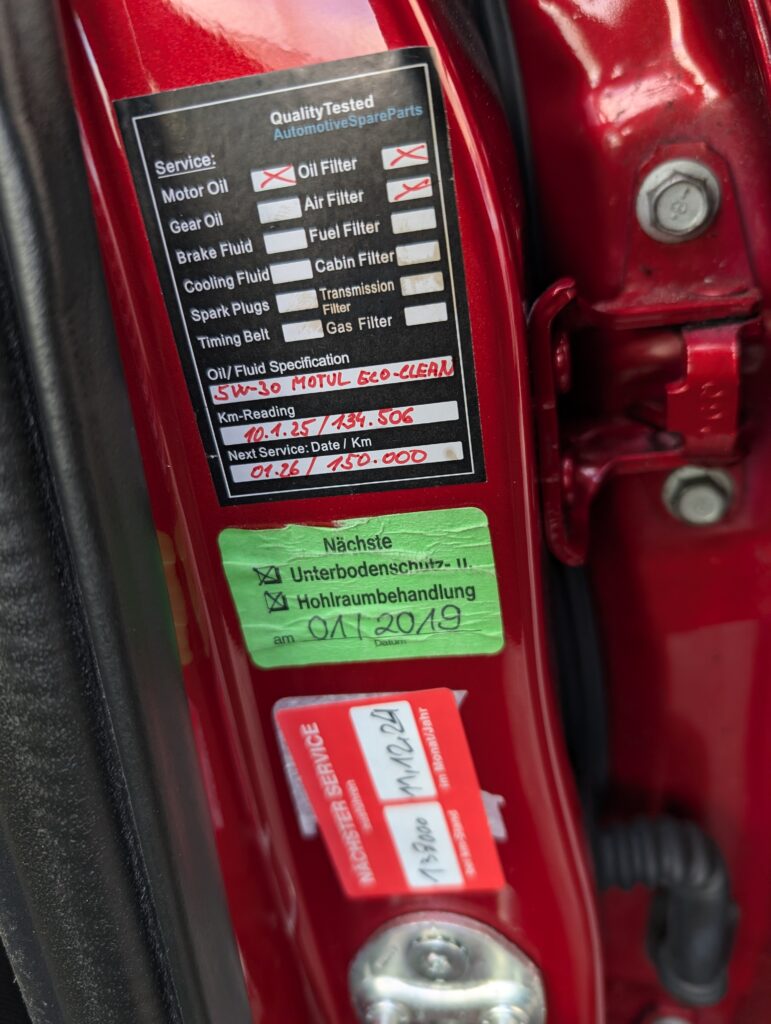 QualityTested
AutomotiveSpareParts
Service:
Motor Oil Oil Filter
Gear Oil Air Filter
Brake Fluid Fuel Filter
Cooling Fluid Cabin Filter
Spark Plugs Transmission Filter
Timing Belt Gas Filter
Oil/ Fluid Specification
5W-30 MOTUL ECO-CLEAN
Km-Reading
10.1.25/134.506
Next Service: Date / Km
01.26/150.000
Nächste
Unterbodenschutz- u.
Hohlraumbehandlung
am 01/2019
Datum
NÄCHSTER SERVICE
11.12.24
im Monat/Jahr
137000